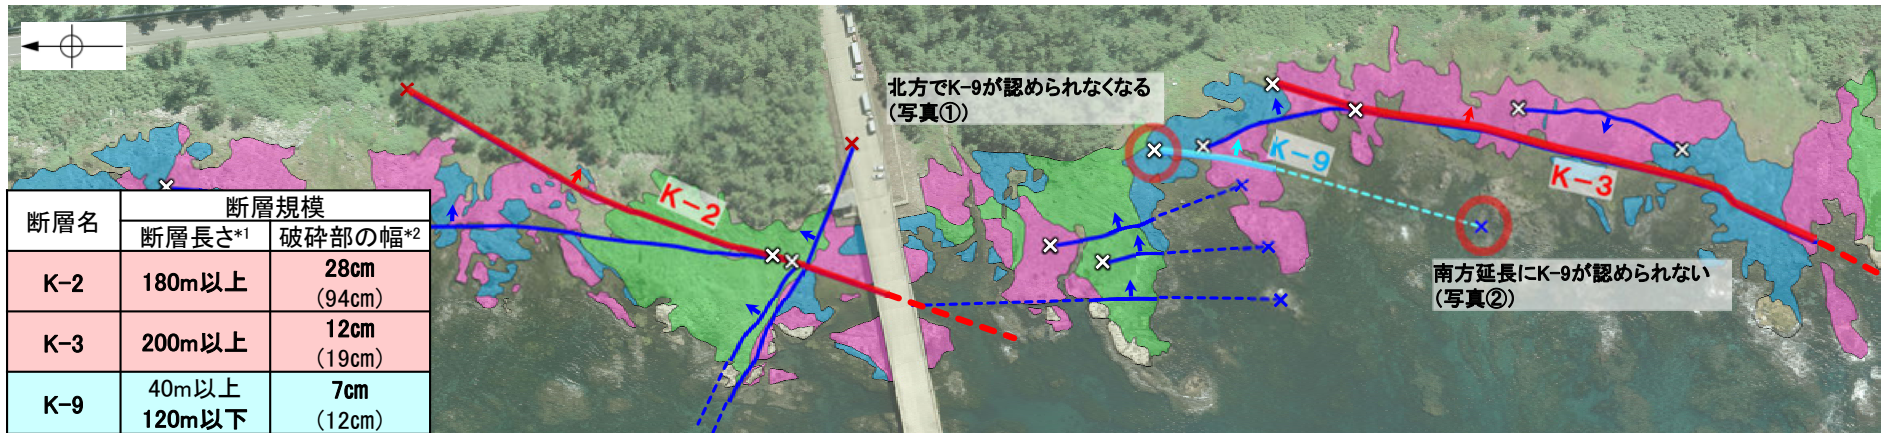 北方でK-9が認められなくなる
(写真①)
K-9
K-2
K-3
南方延長にK-9が認められない
(写真②)
断層名 断層規模
断層長さ*1 破砕部の幅*2
K-2 180m以上 28cm
(94cm)
K-3 200m以上 12cm
(19cm)
K-9 40m以上 7cm
120m以下 (12cm)